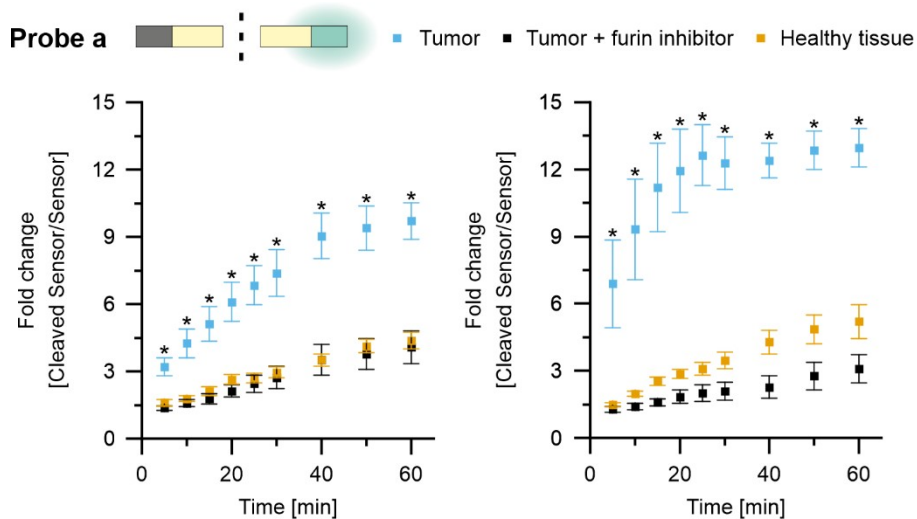 Probe a
Tumor
Tumor + furin inhibitor
Healthy tissue
Fold change
[Cleaved Sensor/Sensor]
15
12
9
6
3
0
* * * * * * * * *
0 20 40 60
Time [min]
Fold change
[Cleaved Sensor/Sensor]
15
12
9
6
3
0
* * * * * * * * *
0 20 40 60
Time [min]